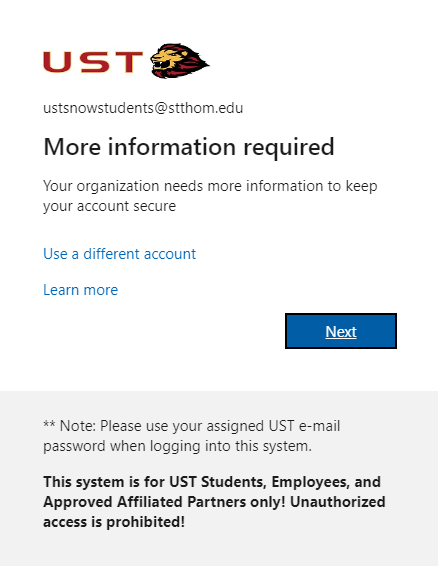 UST
ustsnowstudents@stthom.edu
More information required
Your organization needs more information to keep
your account secure
Use a different account
Learn more
Next
** Note: Please use your assigned UST e-mail
password when logging into this system.
This system is for UST Students, Employees, and
Approved Affiliated Partners only! Unauthorized
access is prohibited!